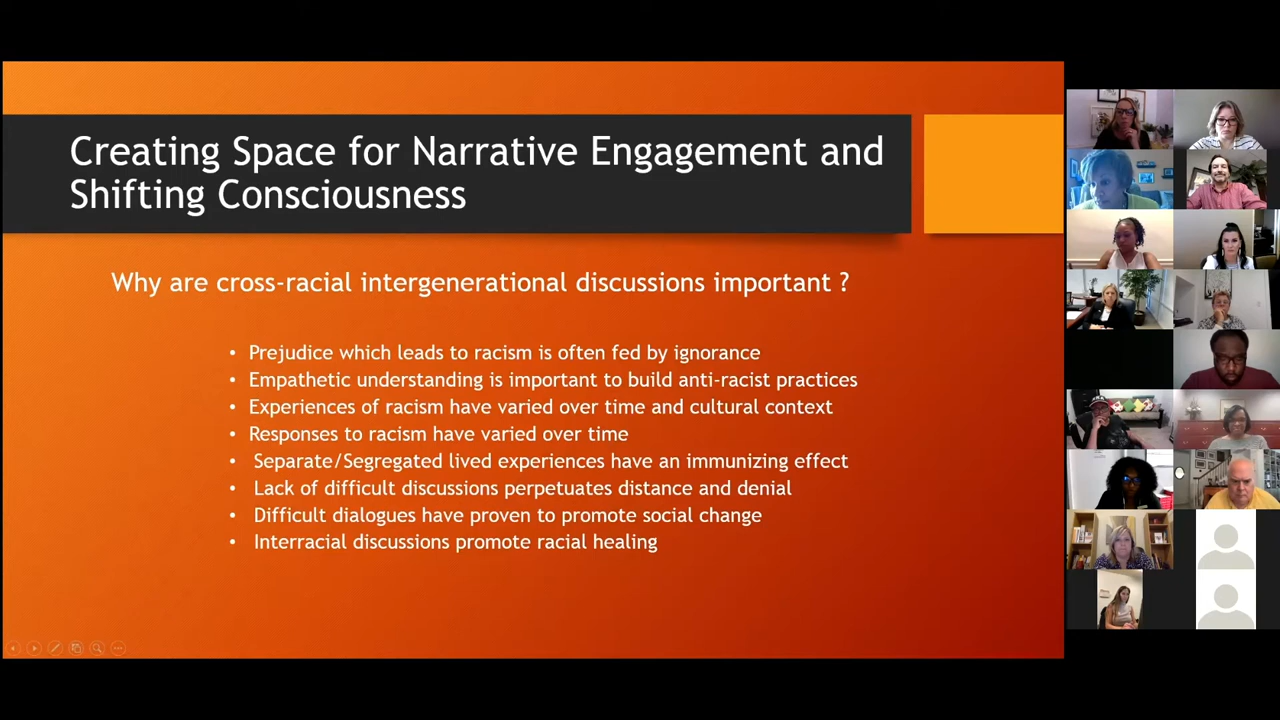 Creating Space for Narrative Engagement and
Shifting Consciousness
Why are cross-racial intergenerational discussions important ?
• Prejudice which leads to racism is often fed by ignorance
• Empathetic understanding is important to build anti-racist practices
• Experiences of racism have varied over time and cultural context
• Responses to racism have varied over time
• Separate/Segregated lived experiences have an immunizing effect
• Lack of difficult discussions perpetuates distance and denial
• Difficult dialogues have proven to promote social change
• Interracial discussions promote racial healing